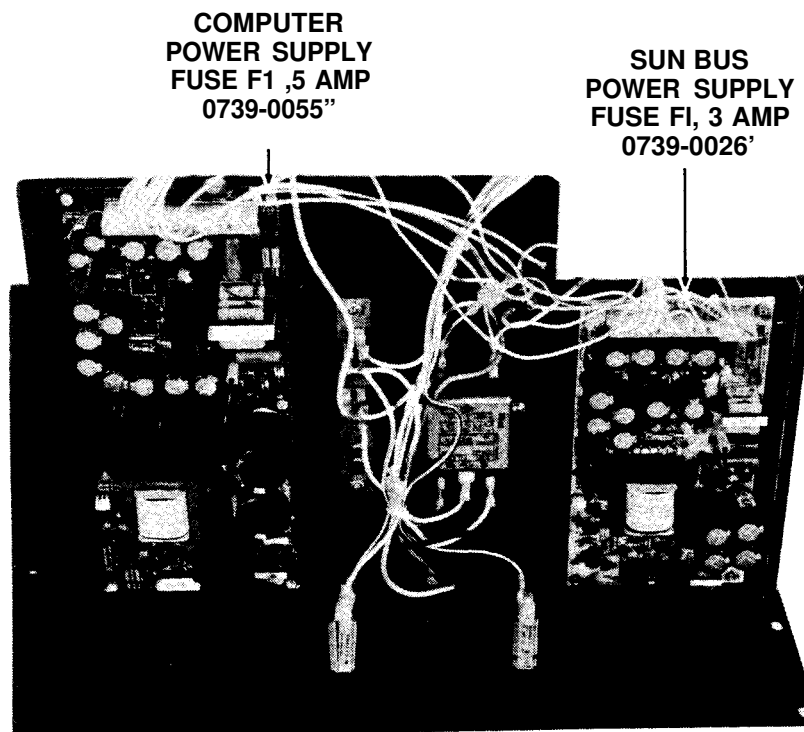 COMPUTER
POWER SUPPLY
FUSE F1 ,5 AMP
0739-0055”
SUN BUS
POWER SUPPLY
FUSE FI, 3 AMP
0739-0026’